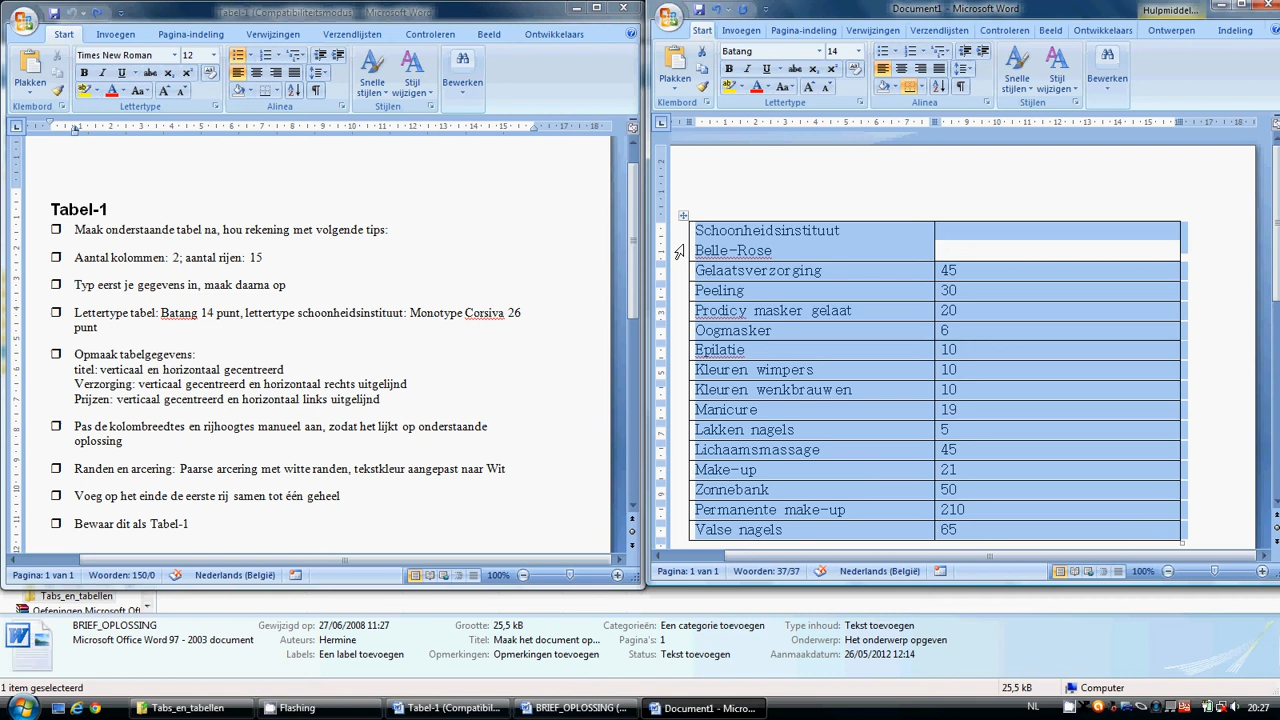 Tabel-1 (Compatibiliteitsmodus) - Microsoft Word
Start Invoegen Pagina-indeling Verwijzingen Verzendlijsten Controleren Beeld Ontwikkelaars
Times New Roman 12
Plakken
Snelle stijlen
Stijl wijzigen
Bewerken
Klembord Lettertype Alinea Stijlen
Tabel-1
Maak onderstaande tabel na, hou rekening met volgende tips:
Aantal kolommen: 2; aantal rijen: 15
Typ eerst je gegevens in, maak daarna op
Lettertype tabel: Batang 14 punt, lettertype schoonheidsinstituut: Monotype Corsiva 26
punt
Opmaak tabelgegevens:
titel: verticaal en horizontaal gecentreerd
Verzorging: verticaal gecentreerd en horizontaal rechts uitgelijnd
Prijzen: verticaal gecentreerd en horizontaal links uitgelijnd
Pas de kolombreedtes en rijhoogtes manueel aan, zodat het lijkt op onderstaande
oplossing
Randen en arcering: Paarse arcering met witte randen, tekstkleur aangepast naar Wit
Voeg op het einde de eerste rij samen tot één geheel
Bewaar dit als Tabel-1
Pagina: 1 van 1 Woorden: 150/0 Nederlands (België) 100%
Document1 - Microsoft Word
Hulpmiddel...
Start Invoegen Pagina-indeling Verwijzingen Verzendlijsten Controleren Beeld Ontwikkelaars Ontwerpen Indeling
Batang 14
Plakken
Snelle stijlen
Stijl wijzigen
Bewerken
Klembord Lettertype Alinea Stijlen
Schoonheidsinstituut
Belle-Rose
Gelaatsverzorging 45
Peeling 30
Prodicy masker gelaat 20
Oogmasker 6
Epilatie 10
Kleuren wimpers 10
Kleuren wenkbrauwen 10
Manicure 19
Lakken nagels 5
Lichaamsmassage 45
Make-up 21
Zonnebank 50
Permanente make-up 210
Valse nagels 65
Pagina: 1 van 1 Woorden: 37/37 Nederlands (België) 100%
Tabs_en_tabellen
Oefeningen Microsoft Off
BRIEF_OPLOSSING Gewijzigd op: 27/06/2008 11:27 Grootte: 25,5 kB Categorieën: Een categorie toevoegen Type inhoud: Tekst toevoegen
Microsoft Office Word 97 - 2003 document Auteurs: Hermine Titel: Maak het document op... Pagina's: 1 Onderwerp: Het onderwerp opgeven
Labels: Een label toevoegen Opmerkingen: Opmerkingen toevoegen Status: Tekst toevoegen Aanmaakdatum: 26/05/2012 12:14
1 item geselecteerd 25,5 kB Computer
Tabs_en_tabellen Flashing Tabel-1 (Compatibil... BRIEF_OPLOSSING (... Document1 - Micro... NL 20:27